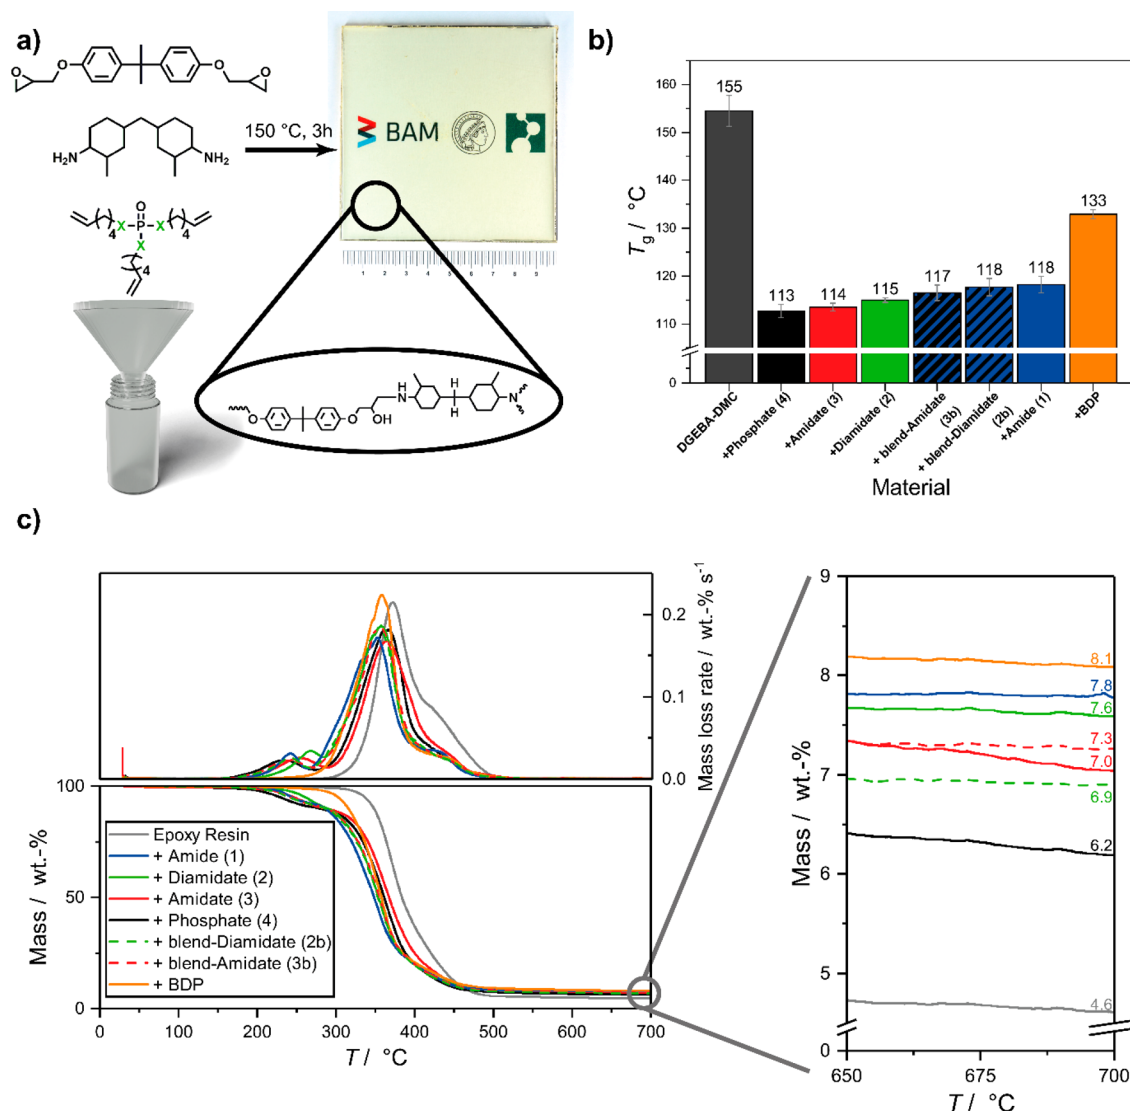 a)
O
O
O
O
H₂N
NH₂
150 °C, 3h
BAM
O
4 X P X 4
X
4
1 2 3 4 5 6 7 8 9
H
N
H
H
N
O
O
OH
b)
Tg / °C
160
150
140
130
120
110
0
155
113
114
115
117
118
118
133
DGEBA-DMC
+Phosphate (4)
+Amidate (3)
+Diamidate (2)
+ blend-Amidate (3b)
+ blend-Diamidate (2b)
+Amide (1)
+BDP
Material
c)
0.2
0.1
0.0
Mass loss rate / wt.-% s⁻¹
100
50
0
Mass / wt.-%
Epoxy Resin
+ Amide (1)
+ Diamidate (2)
+ Amidate (3)
+ Phosphate (4)
+ blend-Diamidate (2b)
+ blend-Amidate (3b)
+ BDP
0 100 200 300 400 500 600 700
T / °C
9
8
7
6
5
0
Mass / wt.-%
8.1
7.8
7.6
7.3
7.0
6.9
6.2
4.6
650 675 700
T / °C